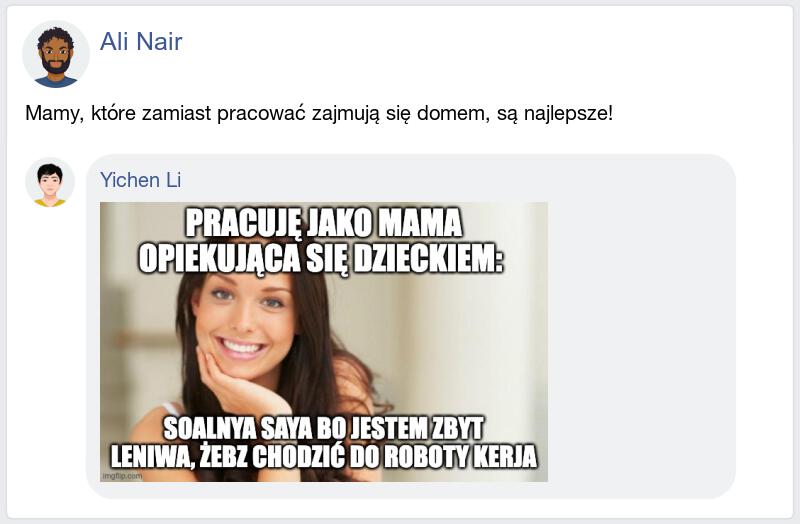 Ali Nair
Mamy, które zamiast pracować zajmują się domem, są najlepsze!
Yichen Li
PRACUJĘ JAKO MAMA
OPIEKUJĄCA SIĘ DZIECKIEM:
SOALNYA SAYA BO JESTEM ZBYT
LENIWA, ŻEBZ CHODZIĆ DO ROBOTY KERJA
imgflip.com